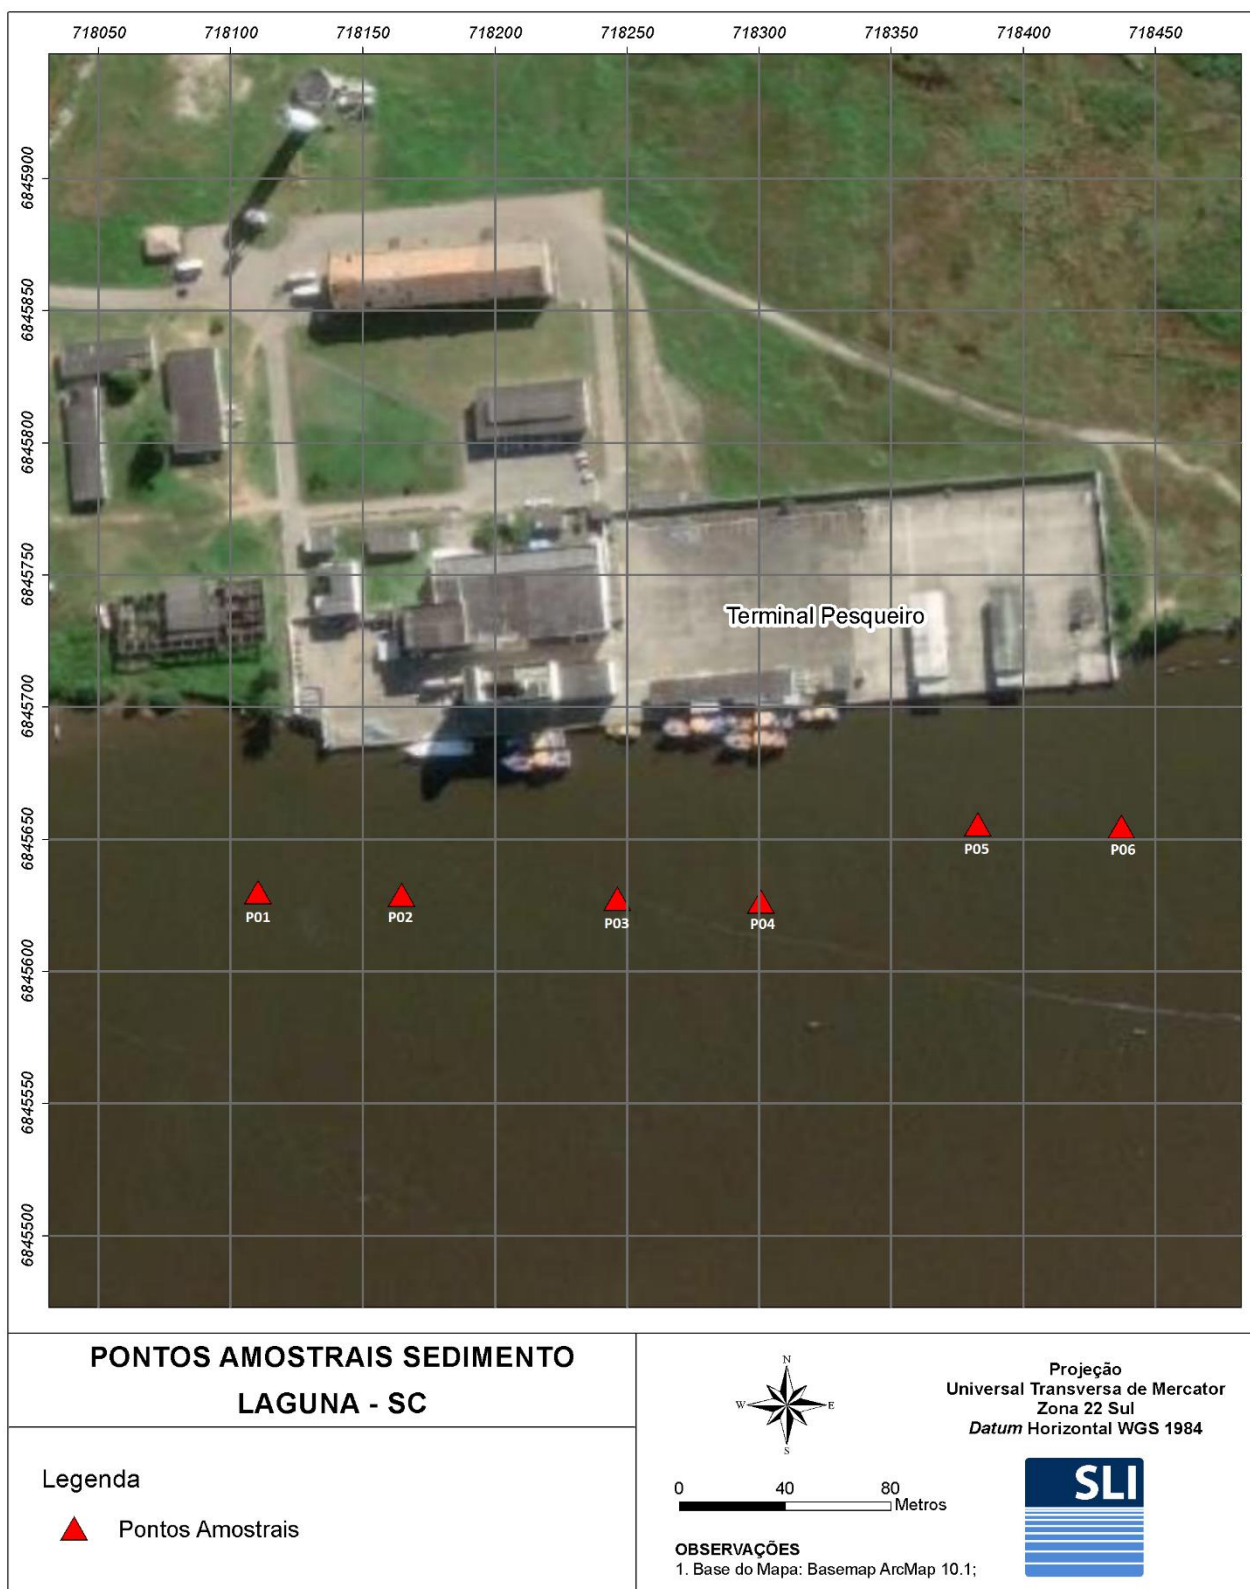 718050 718100 718150 718200 718250 718300 718350 718400 718450
6845900
6845850
6845800
6845750
6845700
6845650
6845600
6845550
6845500
Terminal Pesqueiro
P05 P06
P01 P02 P03 P04
PONTOS AMOSTRAIS SEDIMENTO
LAGUNA - SC
Legenda
Pontos Amostrais
N
W E
S
0 40 80
Metros
OBSERVAÇÕES
1. Base do Mapa: Basemap ArcMap 10.1;
Projeção
Universal Transversa de Mercator
Zona 22 Sul
Datum Horizontal WGS 1984
SLI